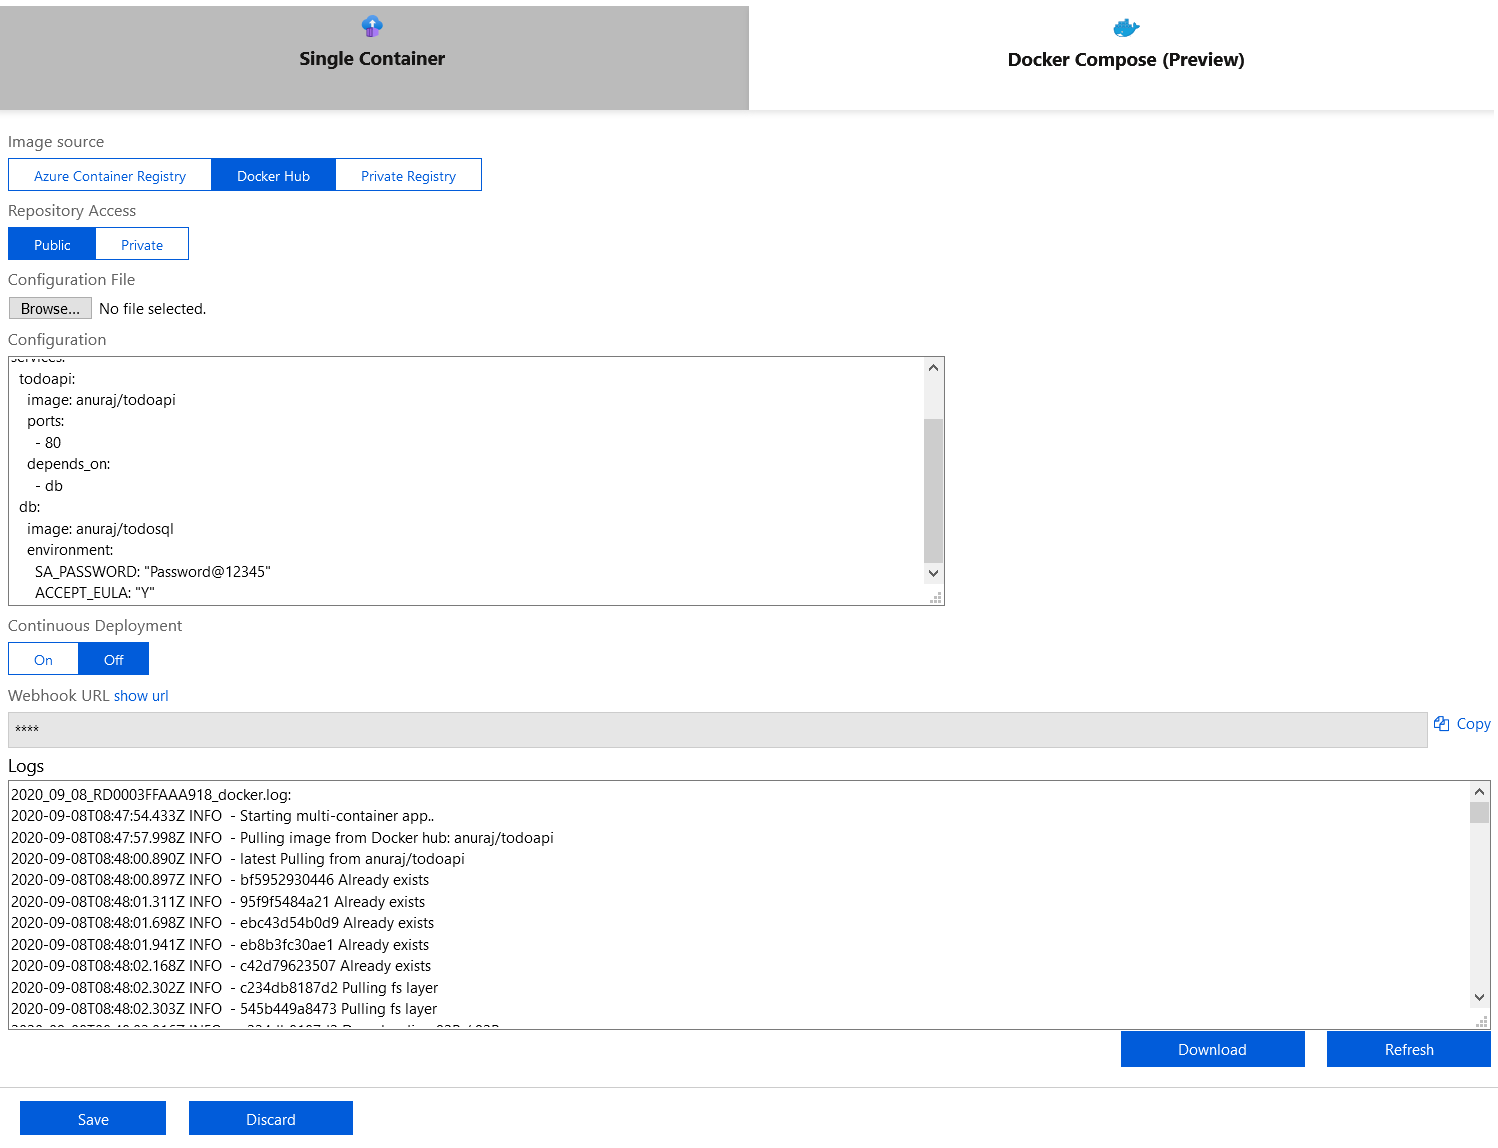 Single Container
Docker Compose (Preview)
Image source
Azure Container Registry
Docker Hub
Private Registry
Repository Access
Public
Private
Configuration File
Browse... No file selected.
Configuration
services:
todoapi:
image: anuraj/todoapi
ports:
- 80
depends_on:
- db
db:
image: anuraj/todosql
environment:
SA_PASSWORD: "Password@12345"
ACCEPT_EULA: "Y"
Continuous Deployment
On
Off
Webhook URL show url
****
Copy
Logs
2020_09_08_RD0003FFAAA918_docker.log:
2020-09-08T08:47:54.433Z INFO - Starting multi-container app..
2020-09-08T08:47:57.998Z INFO - Pulling image from Docker hub: anuraj/todoapi
2020-09-08T08:48:00.890Z INFO - latest Pulling from anuraj/todoapi
2020-09-08T08:48:00.897Z INFO - bf5952930446 Already exists
2020-09-08T08:48:01.311Z INFO - 95f9f5484a21 Already exists
2020-09-08T08:48:01.698Z INFO - ebc43d54b0d9 Already exists
2020-09-08T08:48:01.941Z INFO - eb8b3fc30ae1 Already exists
2020-09-08T08:48:02.168Z INFO - c42d79623507 Already exists
2020-09-08T08:48:02.302Z INFO - c234db8187d2 Pulling fs layer
2020-09-08T08:48:02.303Z INFO - 545b449a8473 Pulling fs layer
Download
Refresh
Save
Discard